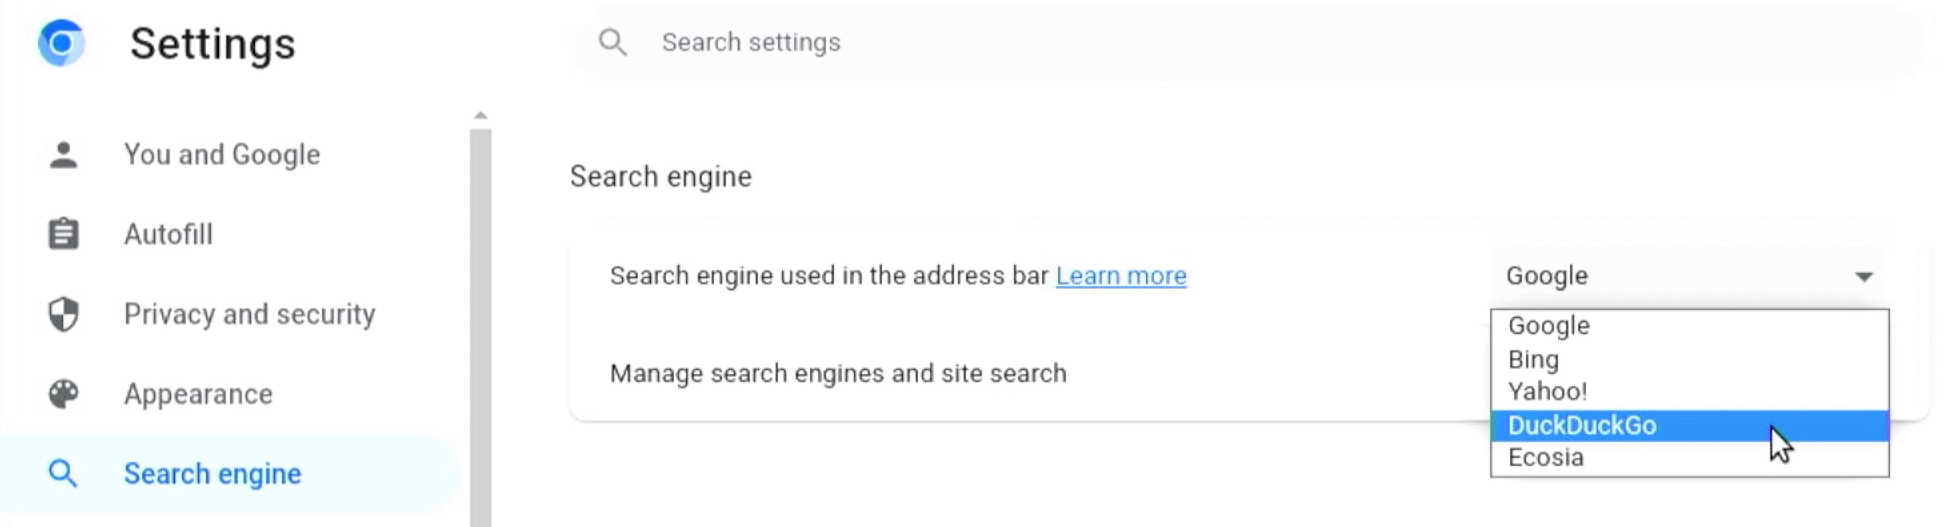 Settings
Search settings
You and Google
Autofill
Privacy and security
Appearance
Search engine
Search engine
Search engine used in the address bar Learn more
Google
Manage search engines and site search
Google
Bing
Yahoo!
DuckDuckGo
Ecosia